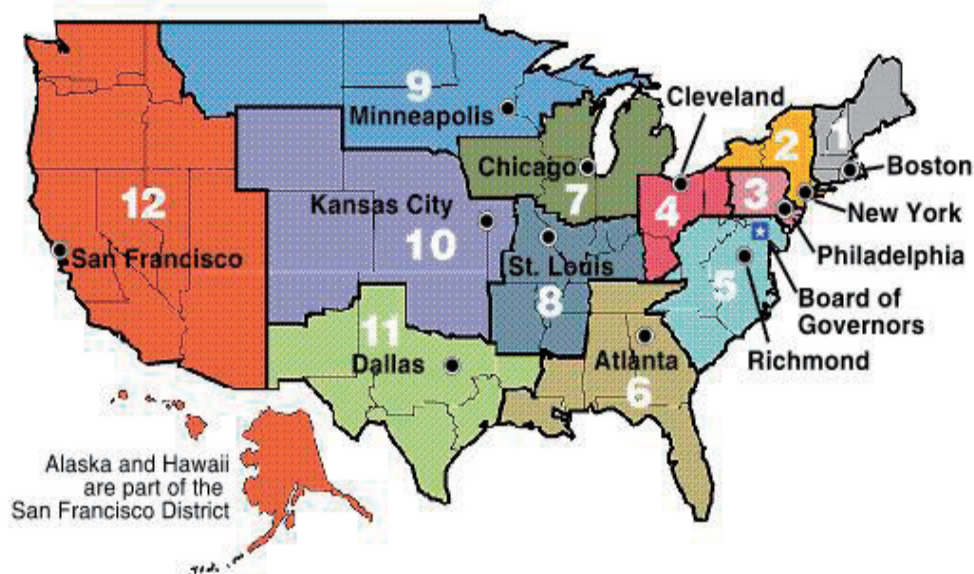 Cleveland
9
Minneapolis
2
1
Chicago
Boston
7
3
12
Kansas City
4
New York
10
San Francisco
St. Louis
Philadelphia
5
8
Board of
Governors
11
Dallas
Atlanta
Richmond
6
Alaska and Hawaii
are part of the
San Francisco District